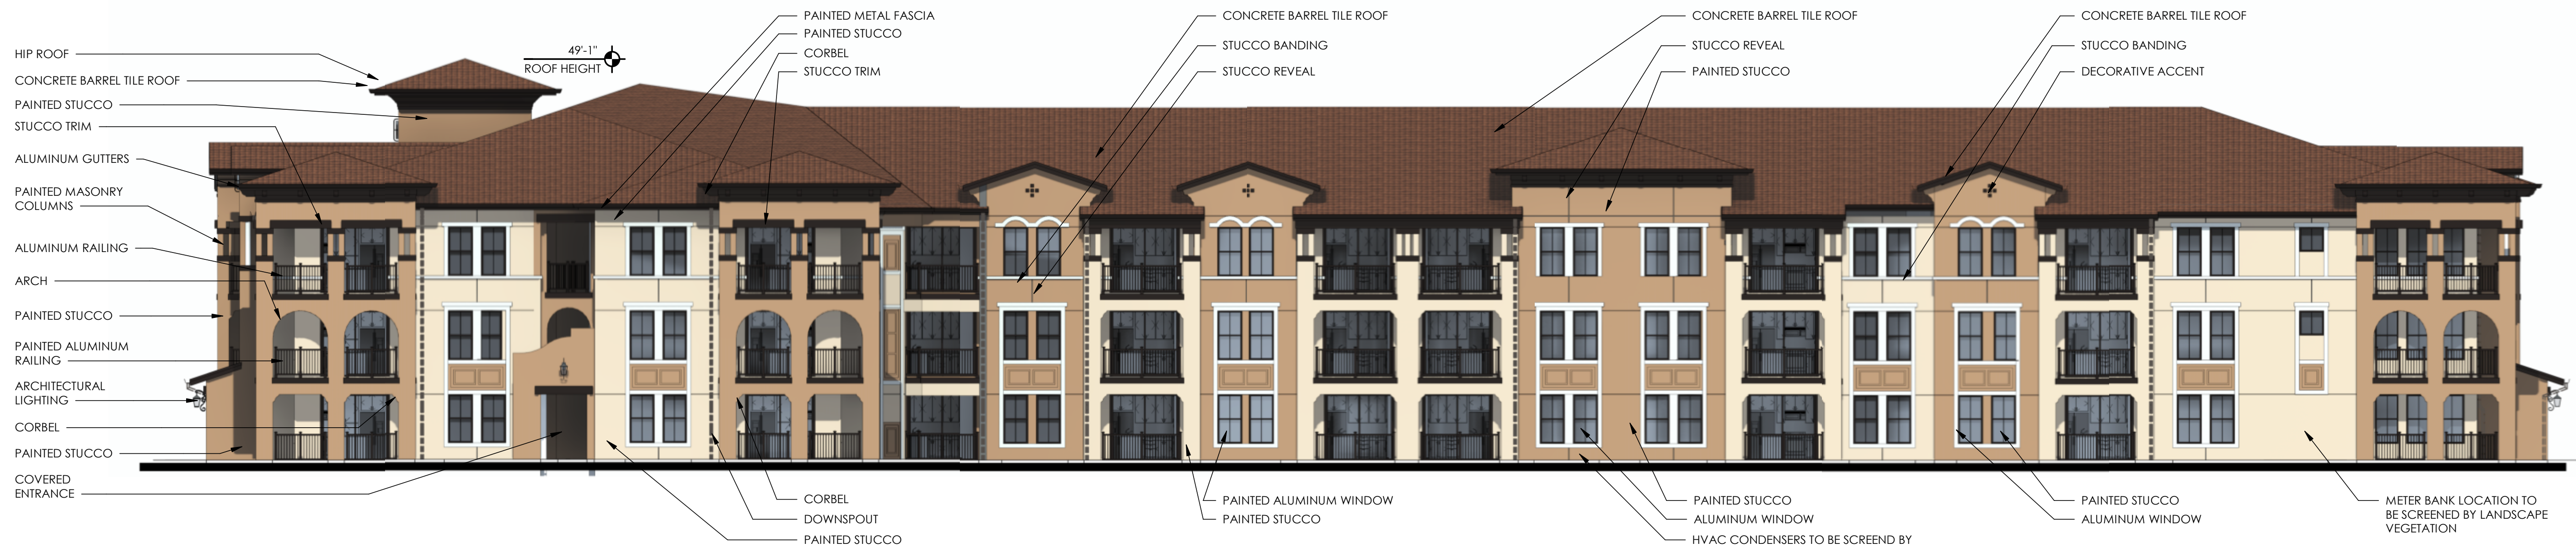 HIP ROOF
CONCRETE BARREL TILE ROOF
PAINTED STUCCO
STUCCO TRIM
ALUMINUM GUTTERS
PAINTED MASONRY
COLUMNS
ALUMINUM RAILING
ARCH
PAINTED STUCCO
PAINTED ALUMINUM
RAILING
ARCHITECTURAL
LIGHTING
CORBEL
PAINTED STUCCO
COVERED
ENTRANCE
49'-1"
ROOF HEIGHT
PAINTED METAL FASCIA
PAINTED STUCCO
CORBEL
STUCCO TRIM
CONCRETE BARREL TILE ROOF
STUCCO BANDING
STUCCO REVEAL
CONCRETE BARREL TILE ROOF
STUCCO REVEAL
PAINTED STUCCO
CONCRETE BARREL TILE ROOF
STUCCO BANDING
DECORATIVE ACCENT
CORBEL
DOWNSPOUT
PAINTED STUCCO
PAINTED ALUMINUM WINDOW
PAINTED STUCCO
PAINTED STUCCO
ALUMINUM WINDOW
HVAC CONDENSERS TO BE SCREEND BY
PAINTED STUCCO
ALUMINUM WINDOW
METER BANK LOCATION TO
BE SCREENED BY LANDSCAPE
VEGETATION